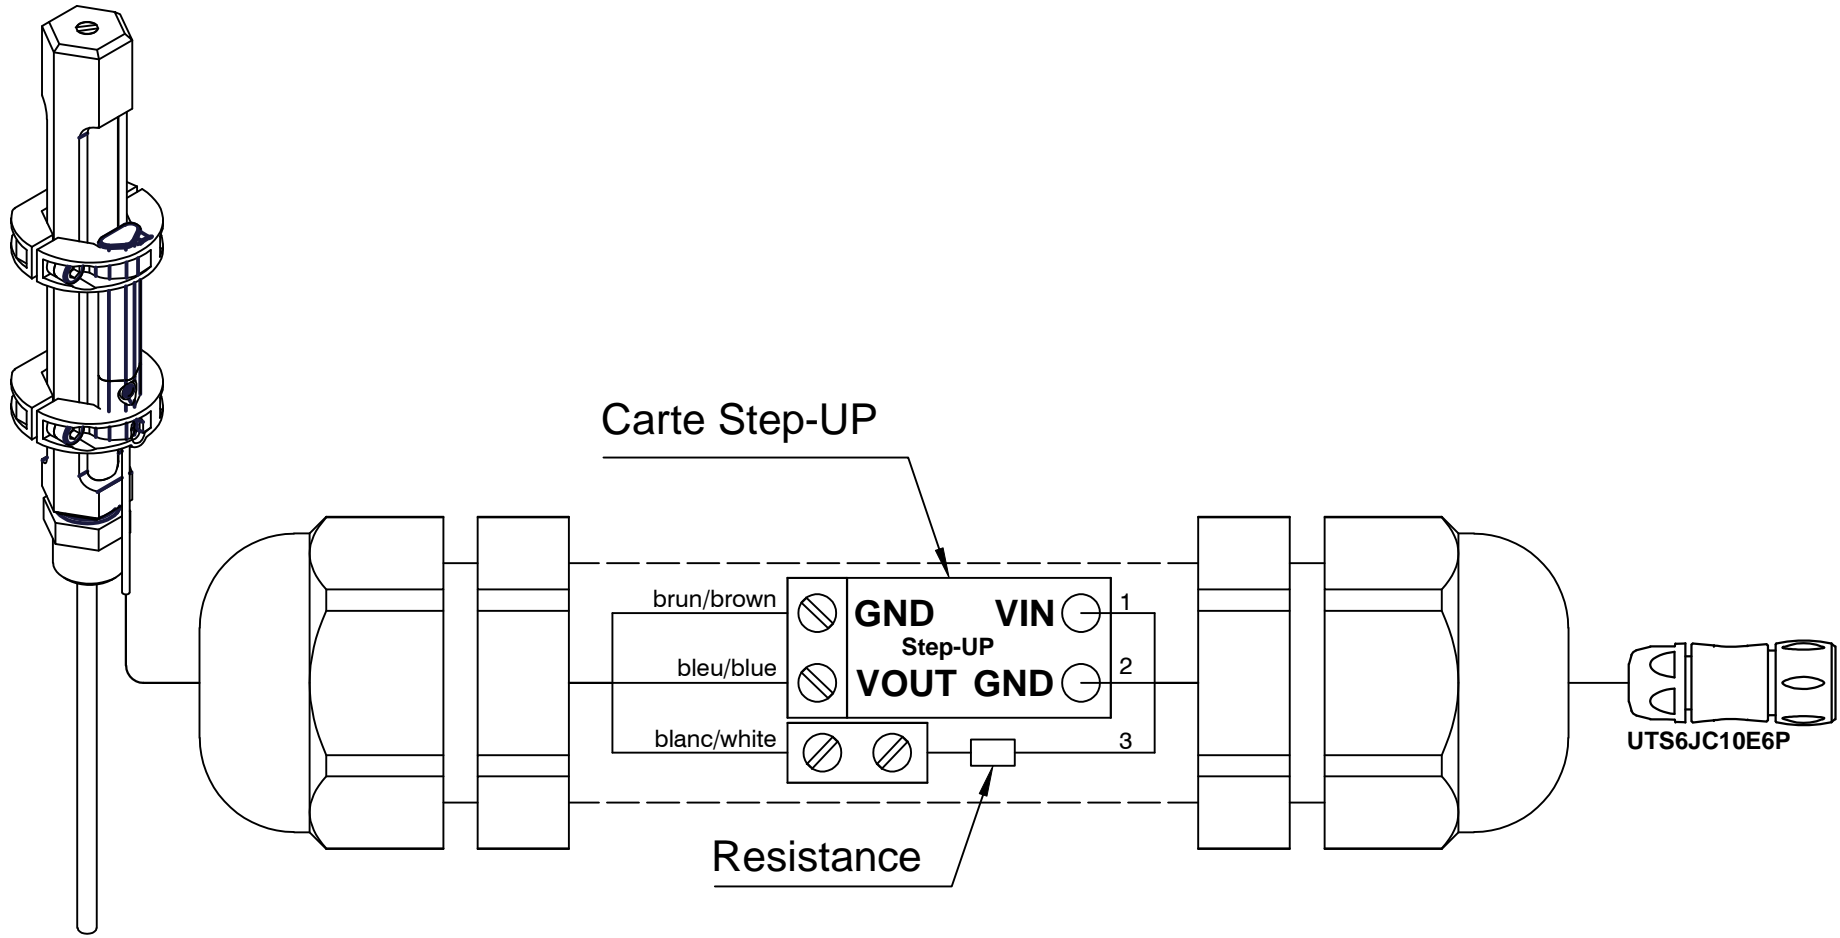 Carte Step-UP
brun/brown
GND VIN
1
Step-UP
bleu/blue
VOUT GND
2
blanc/white
3
UTS6JC10E6P
Resistance